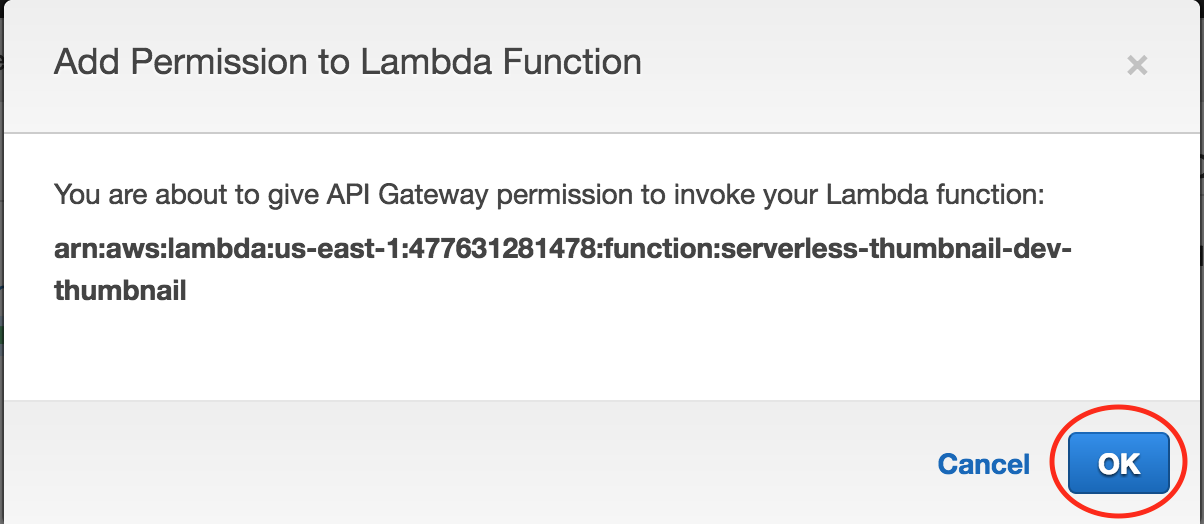 Add Permission to Lambda Function
×
You are about to give API Gateway permission to invoke your Lambda function:
arn:aws:lambda:us-east-1:477631281478:function:serverless-thumbnail-dev-
thumbnail
Cancel OK